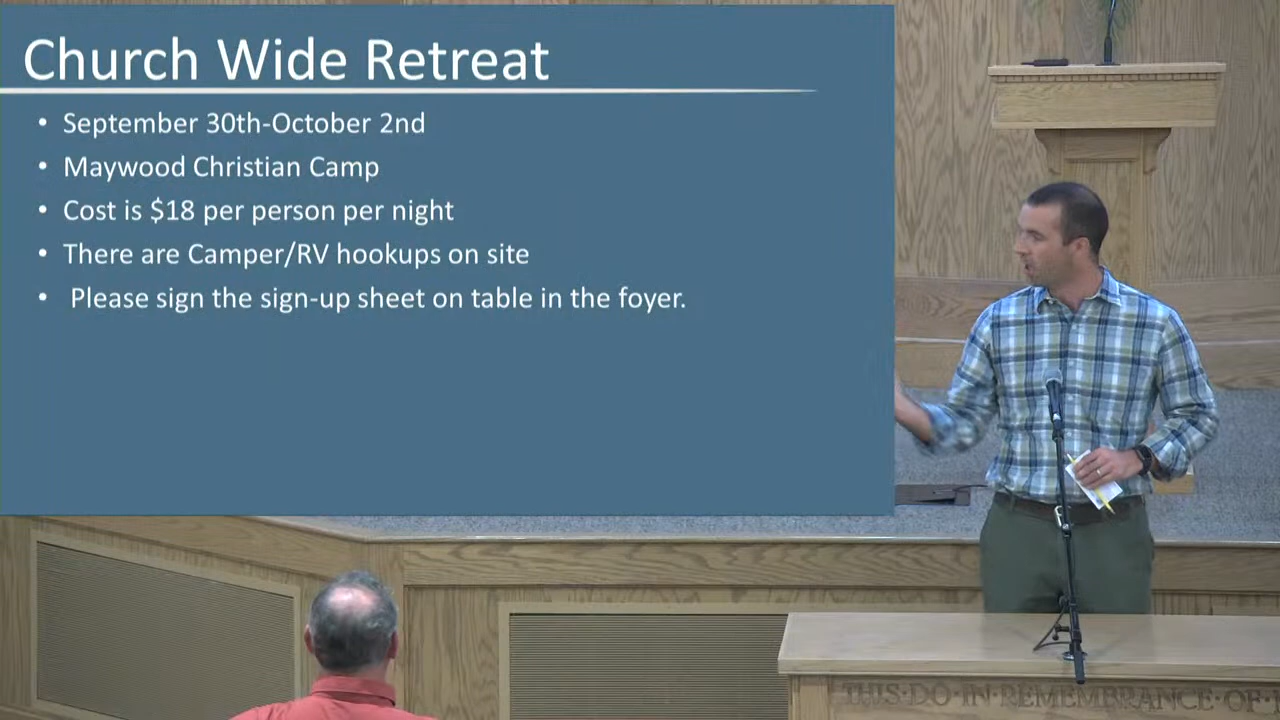 Church Wide Retreat
• September 30th-October 2nd
• Maywood Christian Camp
• Cost is $18 per person per night
• There are Camper/RV hookups on site
• Please sign the sign-up sheet on table in the foyer.
THIS·DO·IN·REMEMBRANCE·OF·